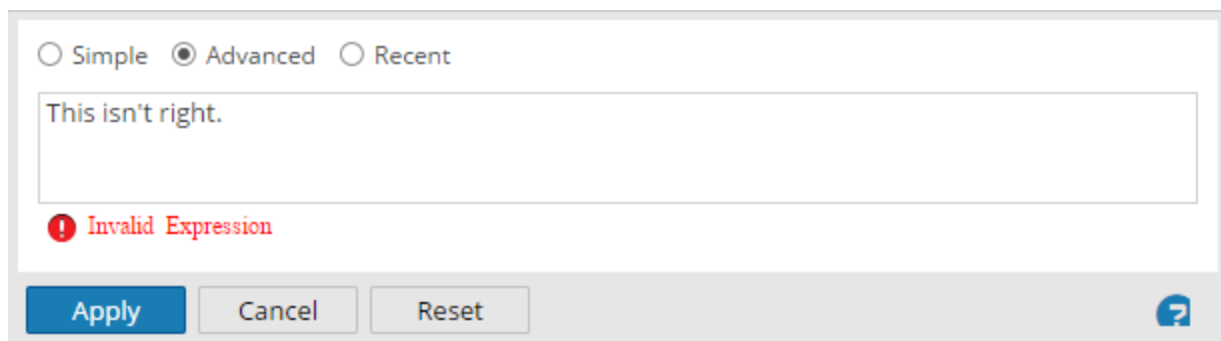 Simple Advanced Recent
This isn't right.
Invalid Expression
Apply Cancel Reset ?